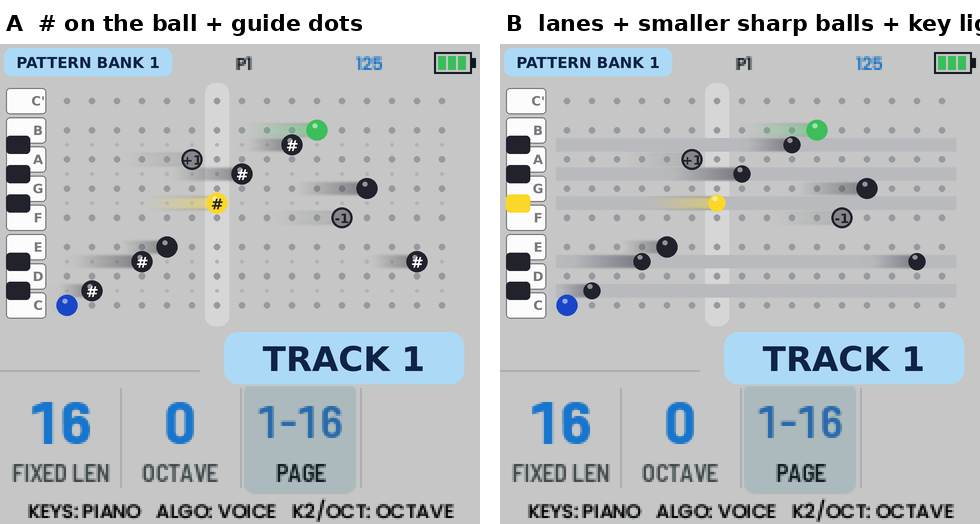 A # on the ball + guide dots
PATTERN BANK 1 P1 125
C'
B
#
A +1
#
G
#
F -1
E
# #
D
#
C
TRACK 1
16 0 1-16
FIXED LEN OCTAVE PAGE
KEYS: PIANO ALGO: VOICE K2/OCT: OCTAVE
B lanes + smaller sharp balls + key
PATTERN BANK 1 P1 125
C'
B
A +1
G
F -1
E
D
C
TRACK 1
16 0 1-16
FIXED LEN OCTAVE PAGE
KEYS: PIANO ALGO: VOICE K2/OCT: OCTAVE